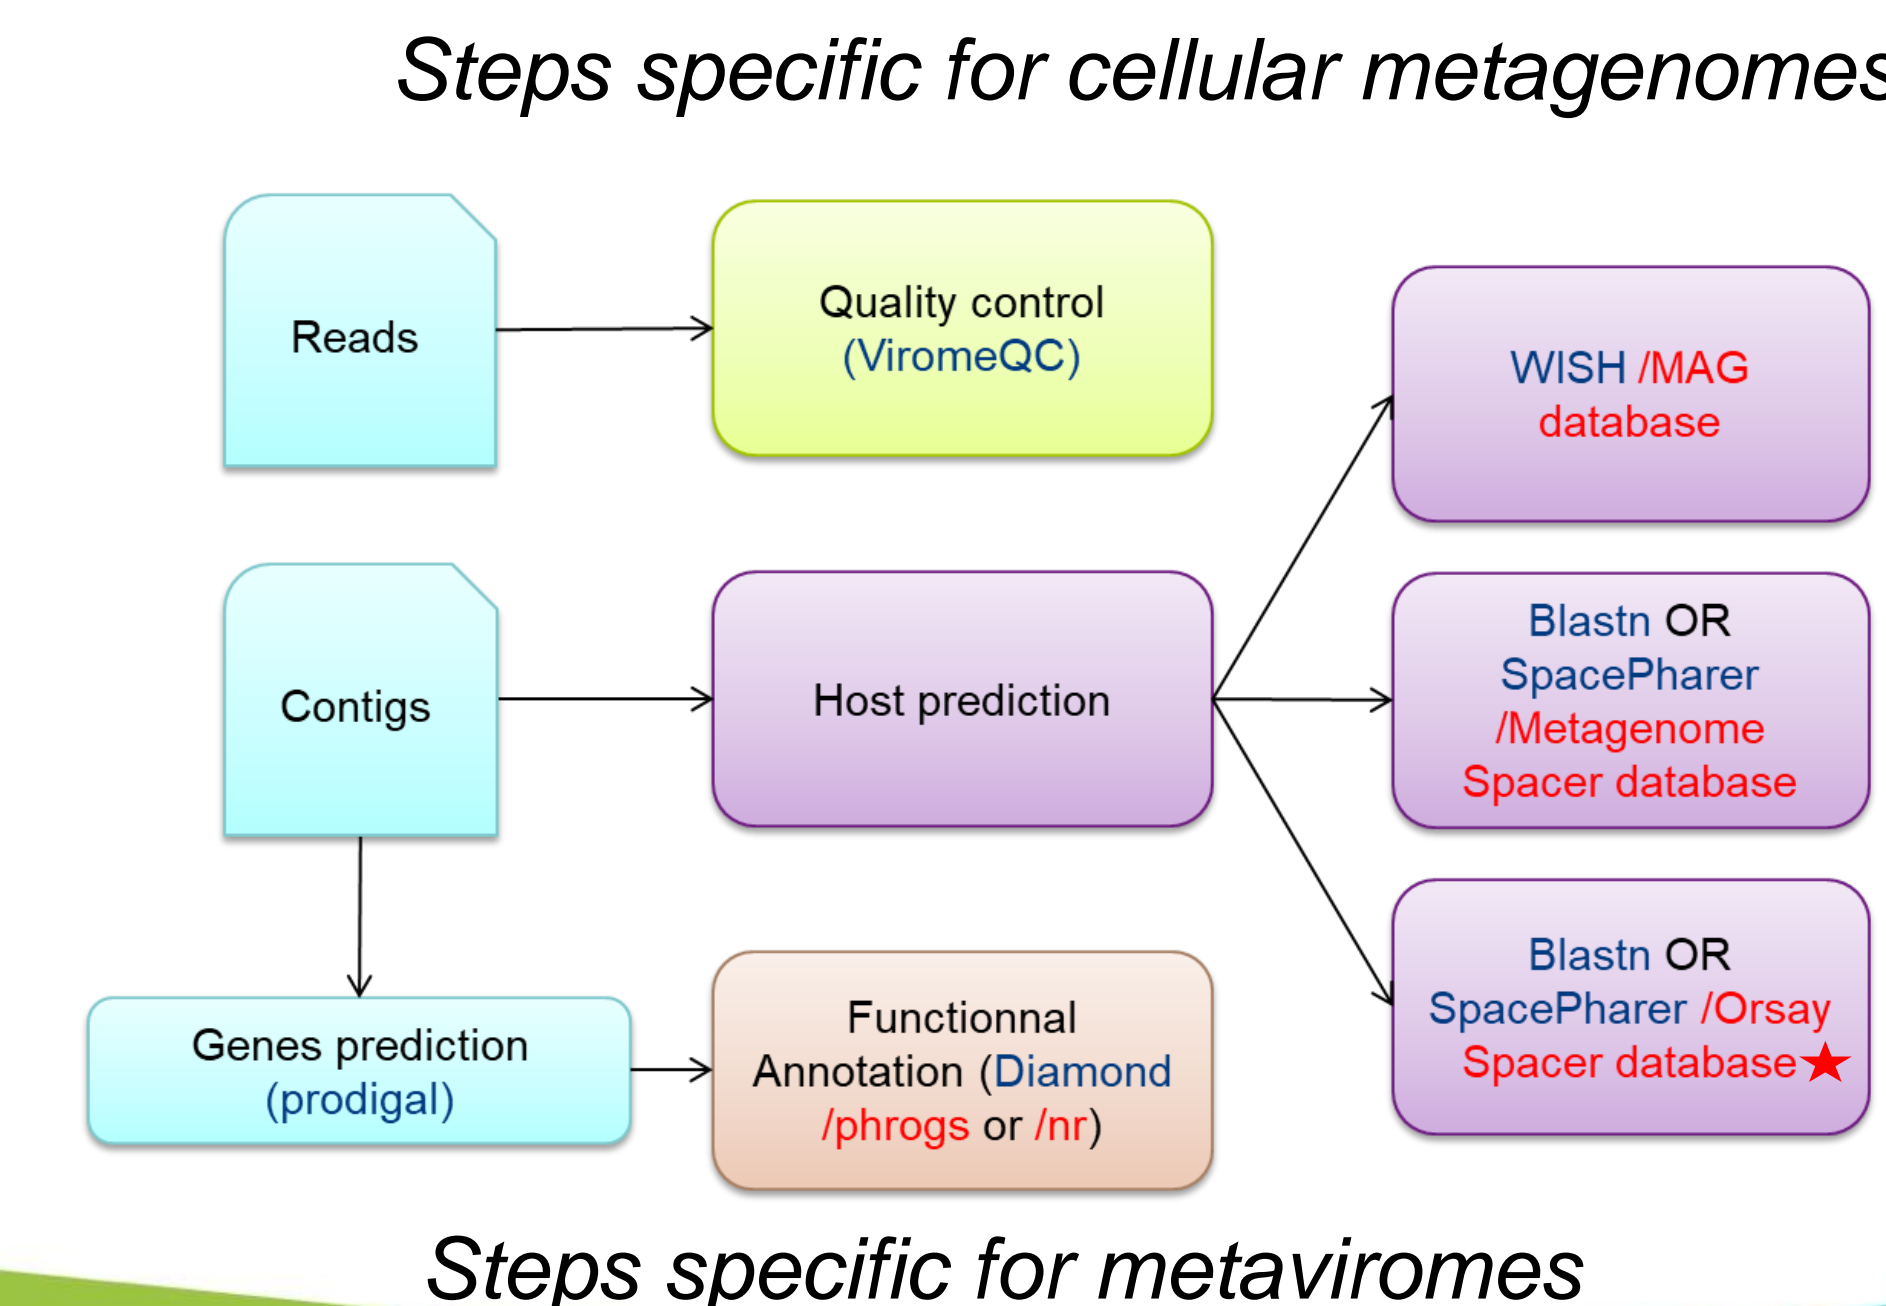 Steps specific for cellular metagenomes
Reads
Quality control
(ViromeQC)
WISH /MAG
database
Contigs
Host prediction
Blastn OR
SpacePharer
/Metagenome
Spacer database
Genes prediction
(prodigal)
Functionnal
Annotation (Diamond
/phrogs or /nr)
Blastn OR
SpacePharer /Orsay
Spacer database
Steps specific for metaviromes